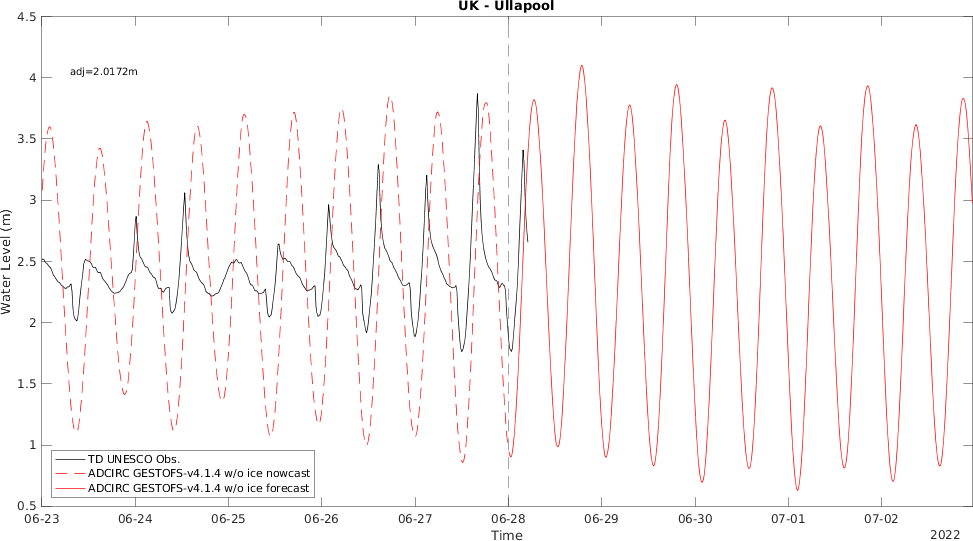 UK - Ullapool
4.5
4
3.5
3
2.5
2
1.5
1
0.5
Water Level (m)
adj=2.0172m
TD UNESCO Obs.
ADCIRC GESTOFS-v4.1.4 w/o ice nowcast
ADCIRC GESTOFS-v4.1.4 w/o ice forecast
06-23 06-24 06-25 06-26 06-27 06-28 06-29 06-30 07-01 07-02
Time
2022